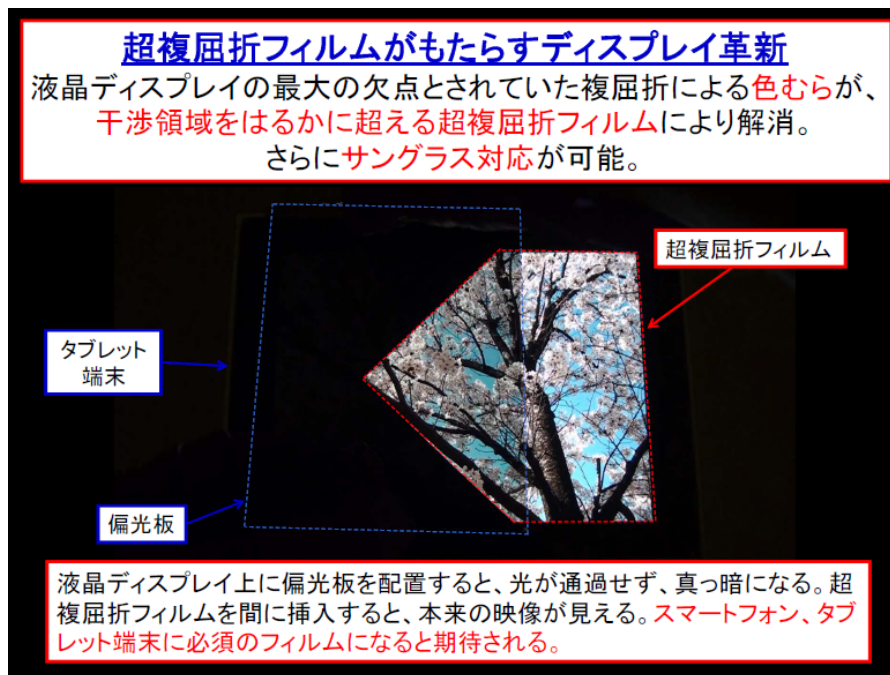 超複屈折フィルムがもたらすディスプレイ革新
液晶ディスプレイの最大の欠点とされていた複屈折による色むらが、
干渉領域をはるかに超える超複屈折フィルムにより解消。
さらにサングラス対応が可能。
超複屈折フィルム
タブレット
端末
偏光板
液晶ディスプレイ上に偏光板を配置すると、光が通過せず、真っ暗になる。超
複屈折フィルムを間に挿入すると、本来の映像が見える。スマートフォン、タブ
レット端末に必須のフィルムになると期待される。